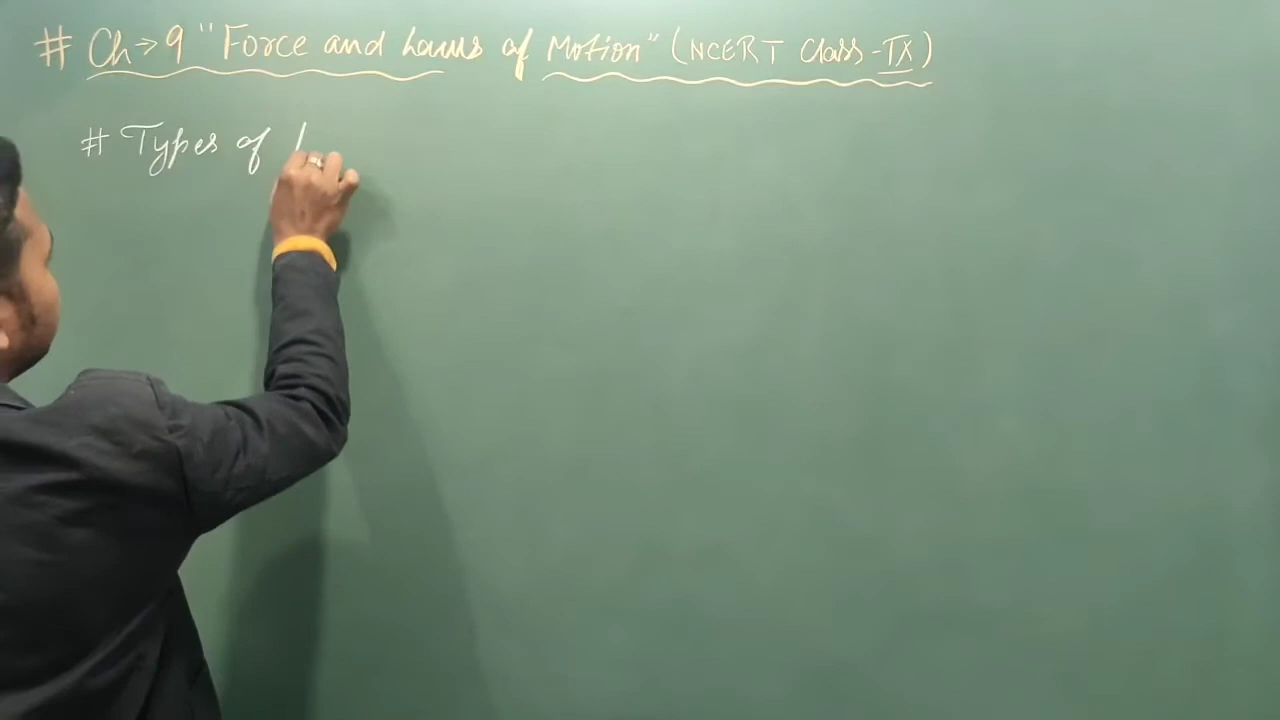 # Ch→9 "Force and Laws of Motion" (NCERT Class-IX)
# Types of